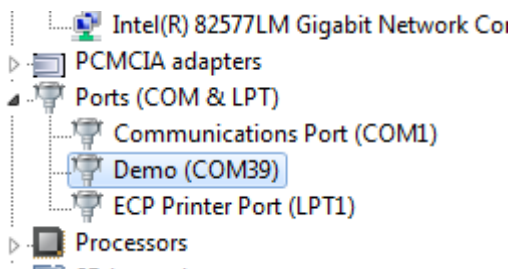 Intel(R) 82577LM Gigabit Network
PCMCIA adapters
Ports (COM & LPT)
Communications Port (COM1)
Demo (COM39)
ECP Printer Port (LPT1)
Processors